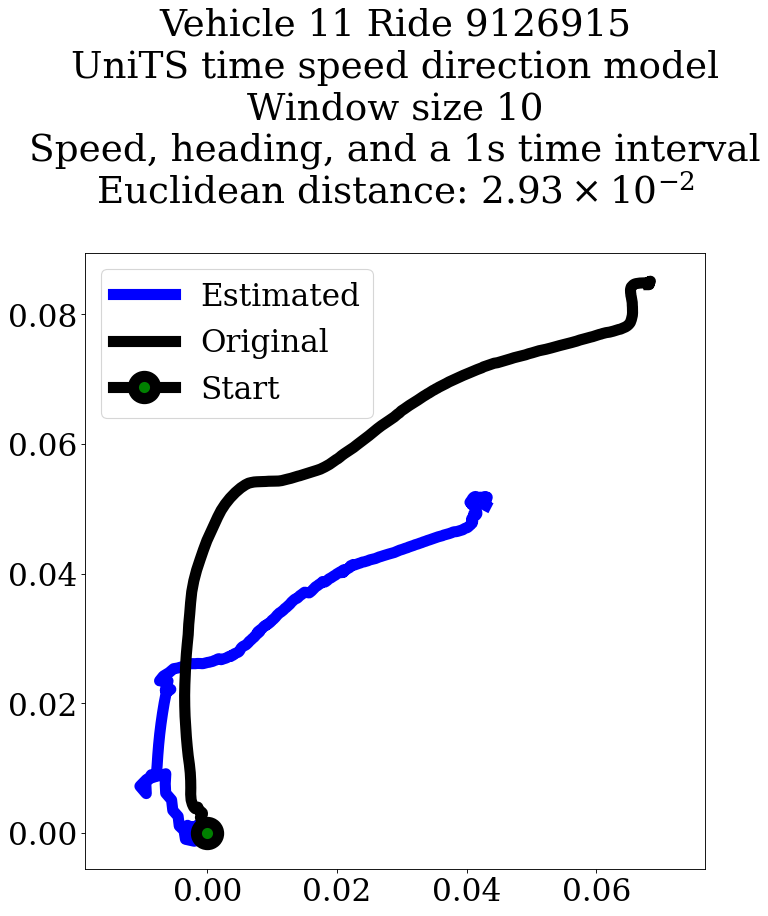 Vehicle 11 Ride 9126915
UniTS time speed direction model
Window size 10
Speed, heading, and a 1s time interval
Euclidean distance: 2.93 × 10⁻²
Estimated
Original
Start
0.08
0.06
0.04
0.02
0.00
0.00 0.02 0.04 0.06